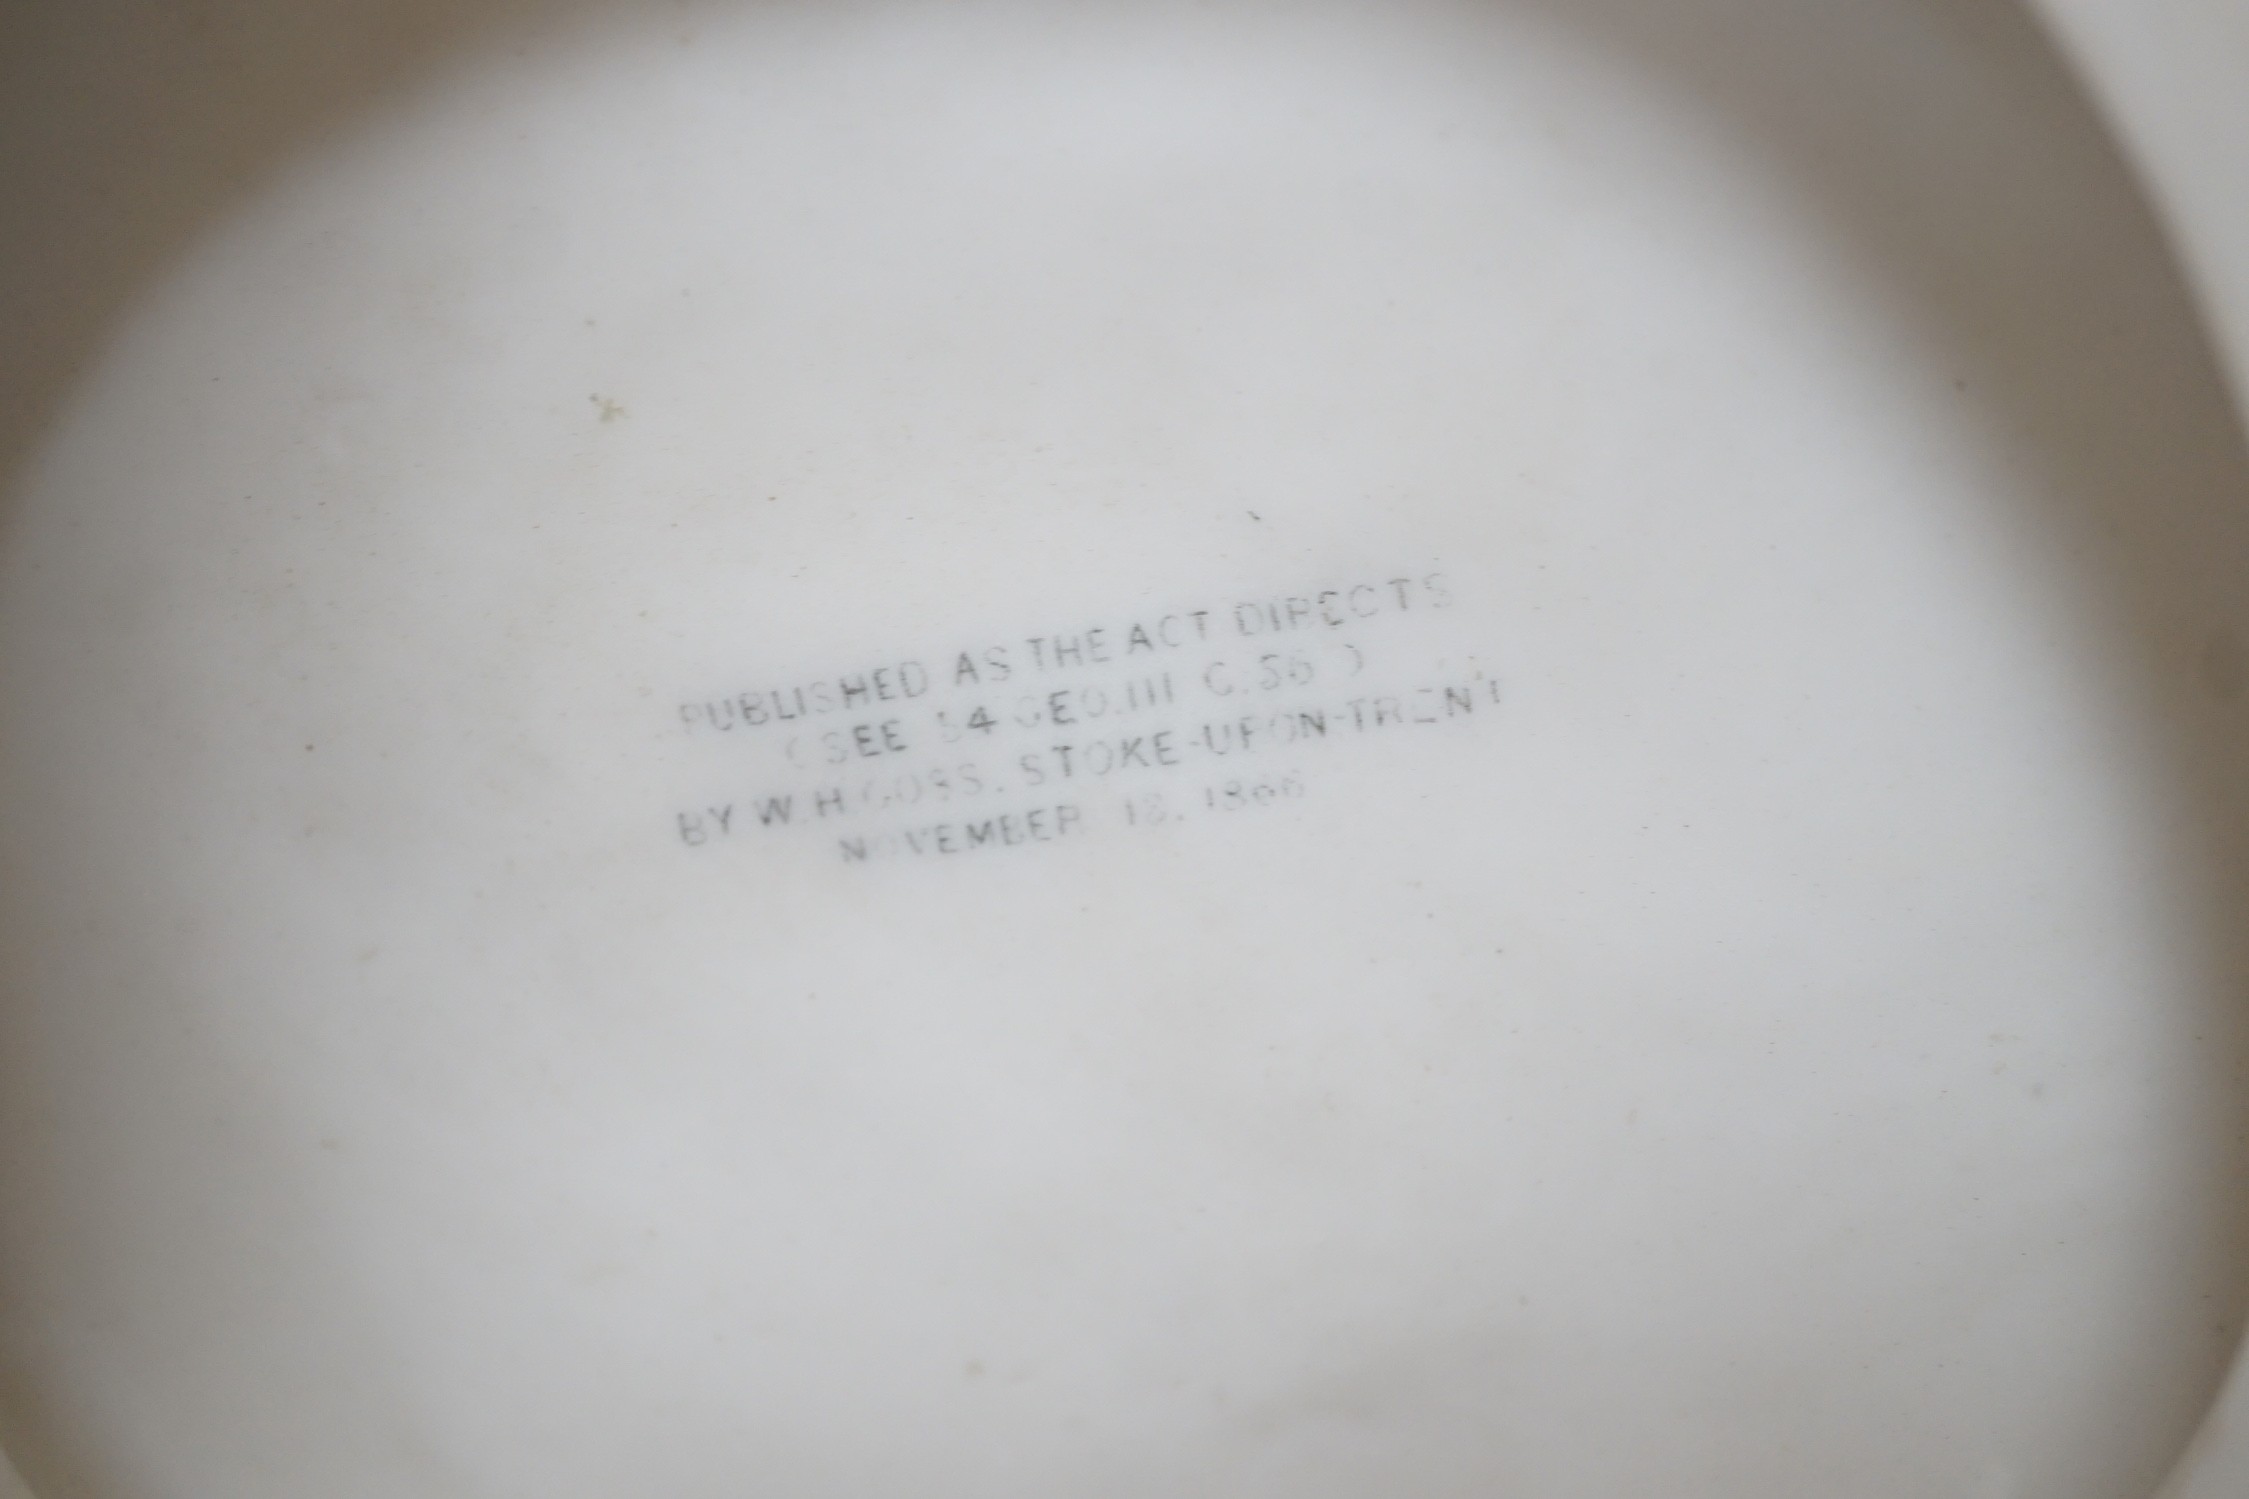 PUBLISHED AS THE ACT DIRECTS
(SEE 54 GEO.III C.56)
BY W.H.GOSS. STOKE-UPON-TRENT
NOVEMBER 18. 1866